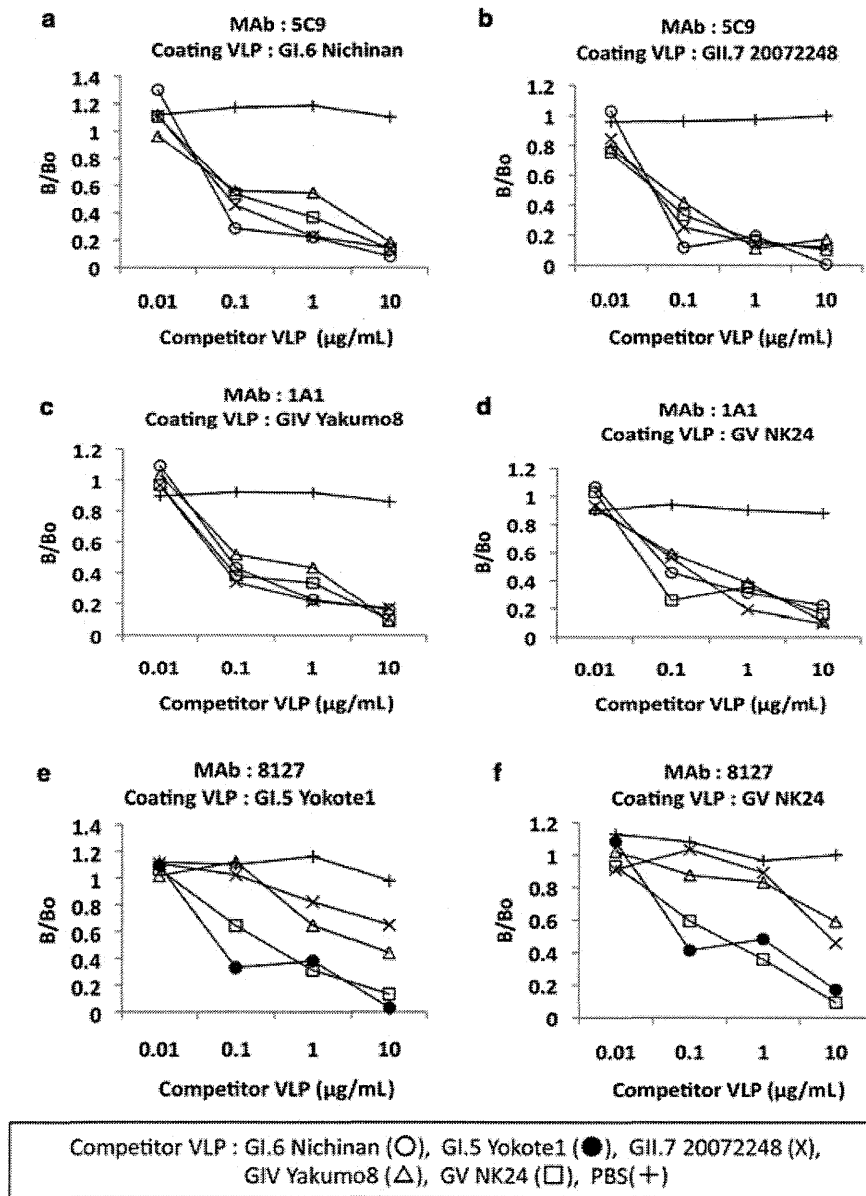 a
MAb : 5C9
Coating VLP : GI.6 Nichinan
1.4
1.2
1
0.8
0.6
0.4
0.2
0
B/Bo
0.01 0.1 1 10
Competitor VLP (µg/mL)
b
MAb : 5C9
Coating VLP : GII.7 20072248
1.2
1
0.8
0.6
0.4
0.2
0
B/Bo
0.01 0.1 1 10
Competitor VLP (µg/mL)
c
MAb : 1A1
Coating VLP : GIV Yakumo8
1.2
1
0.8
0.6
0.4
0.2
0
B/Bo
0.01 0.1 1 10
Competitor VLP (µg/mL)
d
MAb : 1A1
Coating VLP : GV NK24
1.2
1
0.8
0.6
0.4
0.2
0
B/Bo
0.01 0.1 1 10
Competitor VLP (µg/mL)
e
MAb : 8127
Coating VLP : GI.5 Yokote1
1.4
1.2
1
0.8
0.6
0.4
0.2
0
B/Bo
0.01 0.1 1 10
Competitor VLP (µg/mL)
f
MAb : 8127
Coating VLP : GV NK24
1.2
1
0.8
0.6
0.4
0.2
0
B/Bo
0.01 0.1 1 10
Competitor VLP (µg/mL)
Competitor VLP : GI.6 Nichinan (○), GI.5 Yokote1 (●), GII.7 20072248 (X),
GIV Yakumo8 (△), GV NK24 (□), PBS(+)